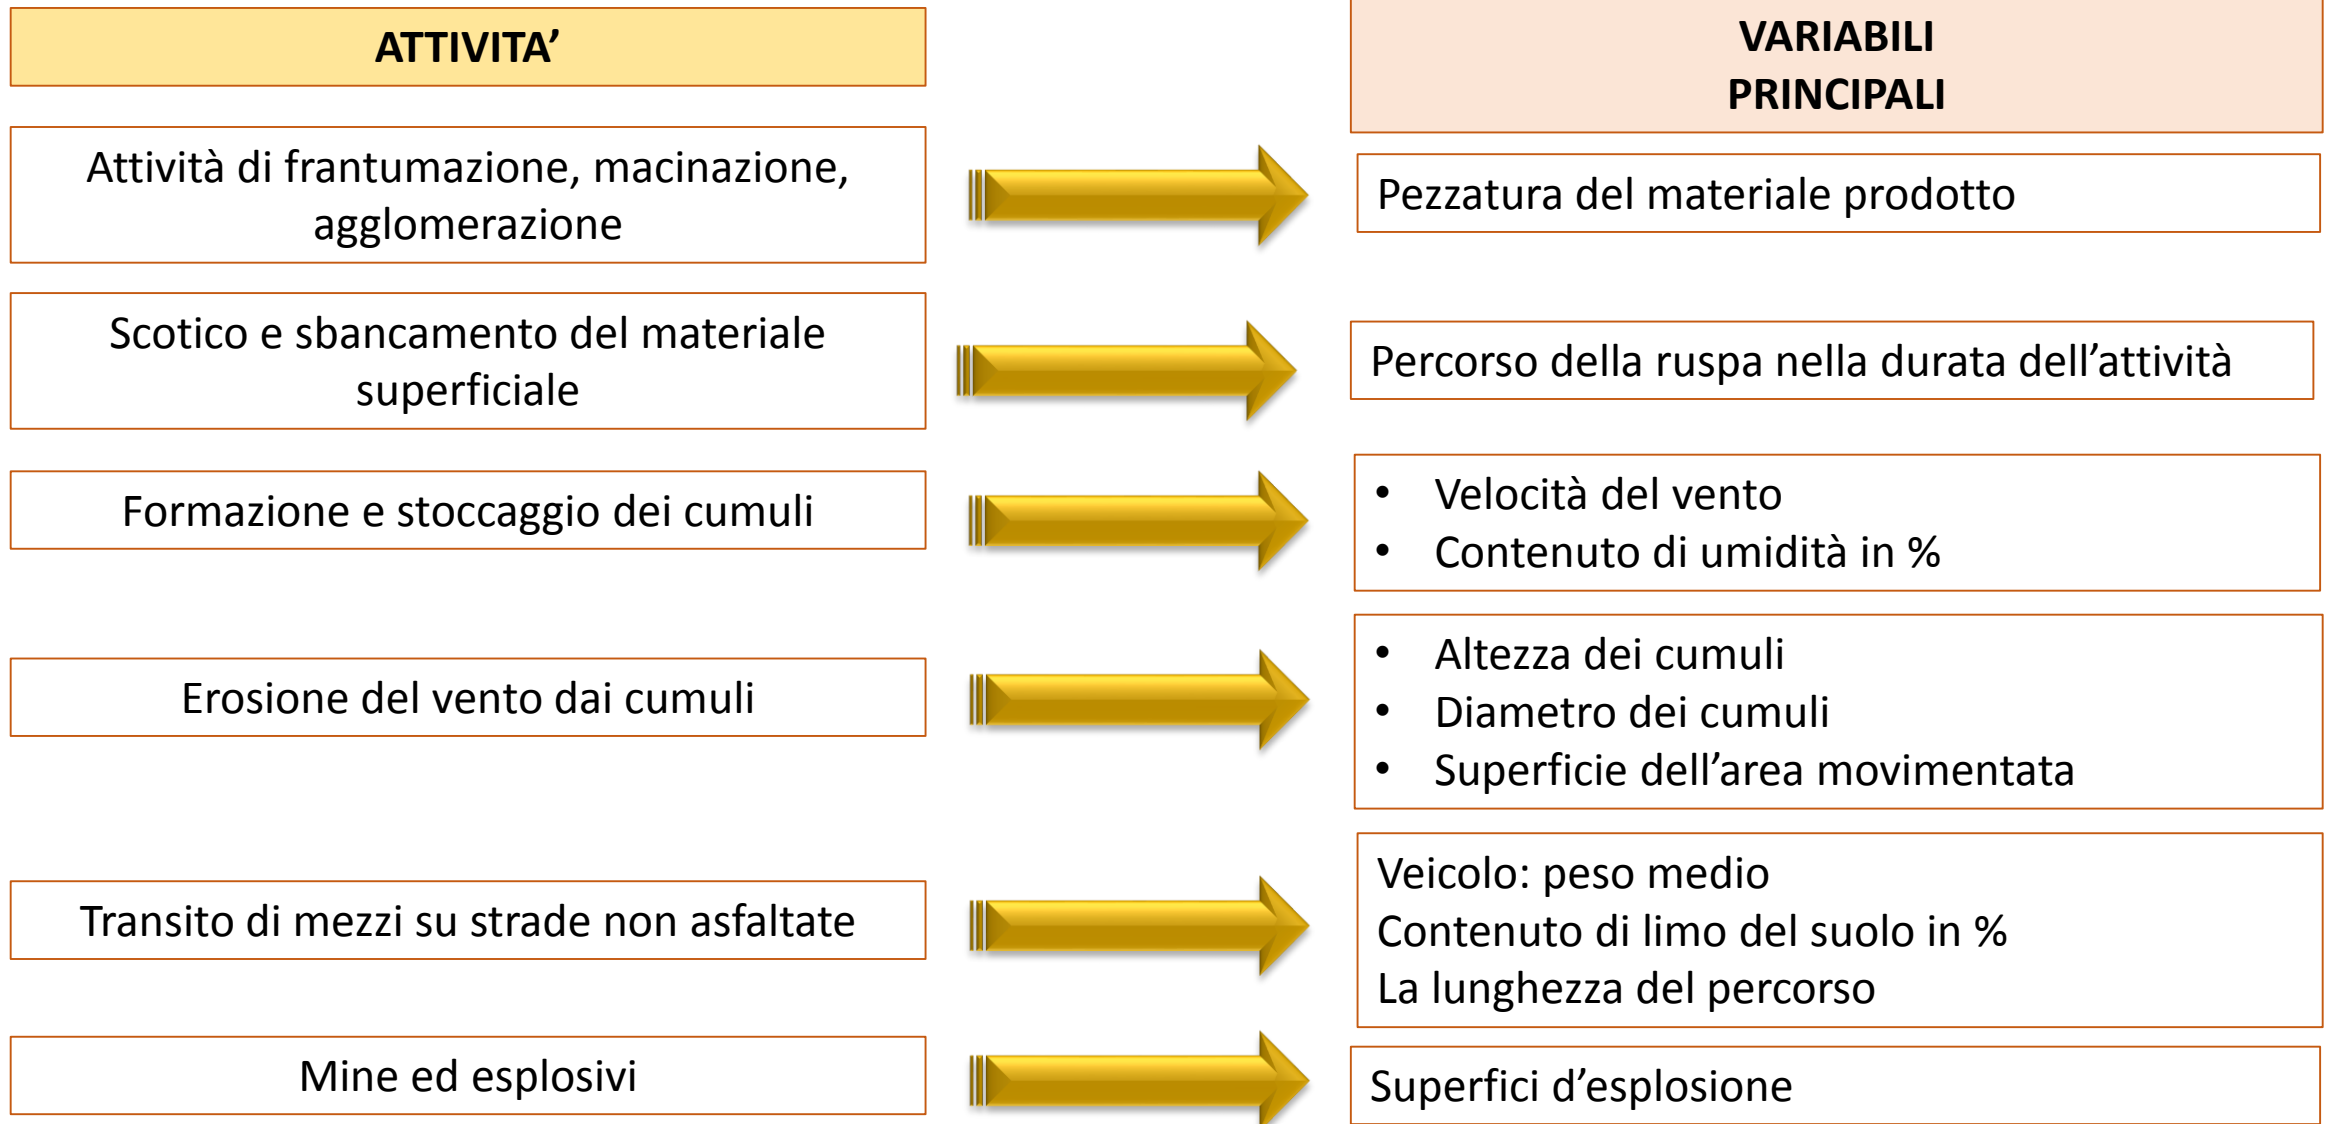 ATTIVITA’
VARIABILI
PRINCIPALI
Attività di frantumazione, macinazione,
agglomerazione
Pezzatura del materiale prodotto
Scotico e sbancamento del materiale
superficiale
Percorso della ruspa nella durata dell’attività
Formazione e stoccaggio dei cumuli
• Velocità del vento
• Contenuto di umidità in %
Erosione del vento dai cumuli
• Altezza dei cumuli
• Diametro dei cumuli
• Superficie dell’area movimentata
Transito di mezzi su strade non asfaltate
Veicolo: peso medio
Contenuto di limo del suolo in %
La lunghezza del percorso
Mine ed esplosivi
Superfici d’esplosione